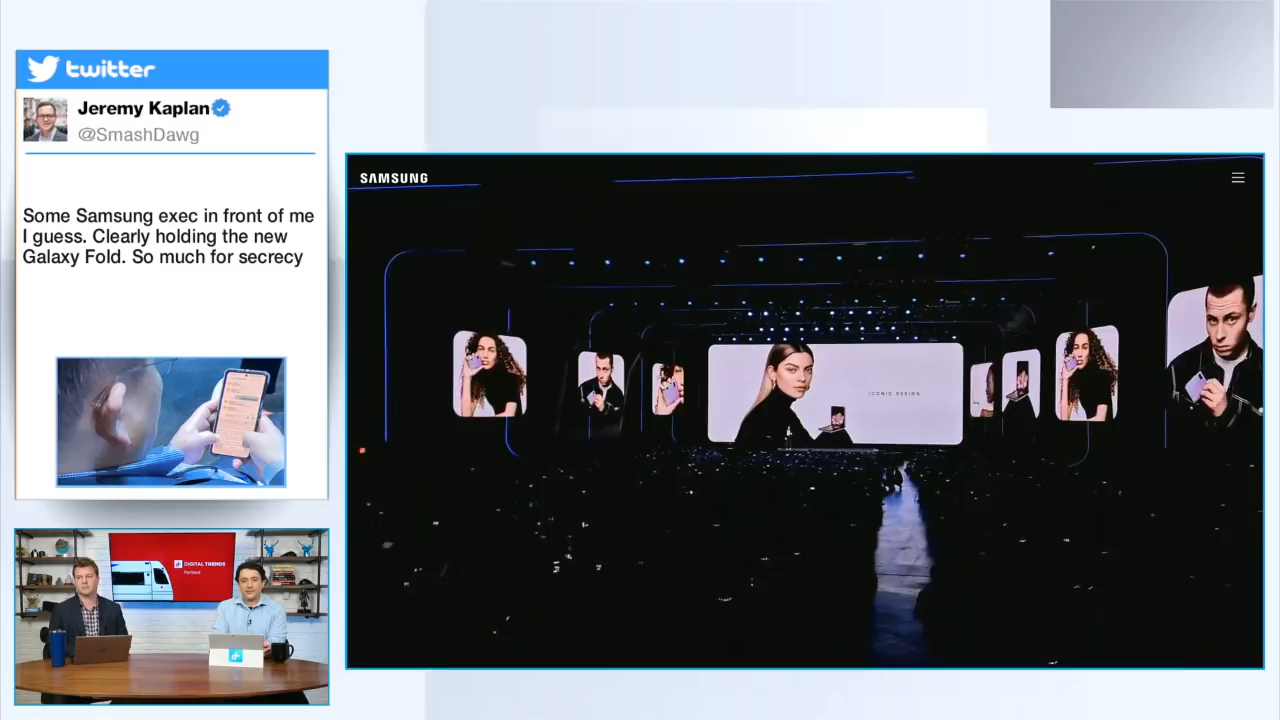 twitter
Jeremy Kaplan
@SmashDawg
Some Samsung exec in front of me
I guess. Clearly holding the new
Galaxy Fold. So much for secrecy
SAMSUNG
ICONIC DESIGN
DIGITAL TRENDS
Portland